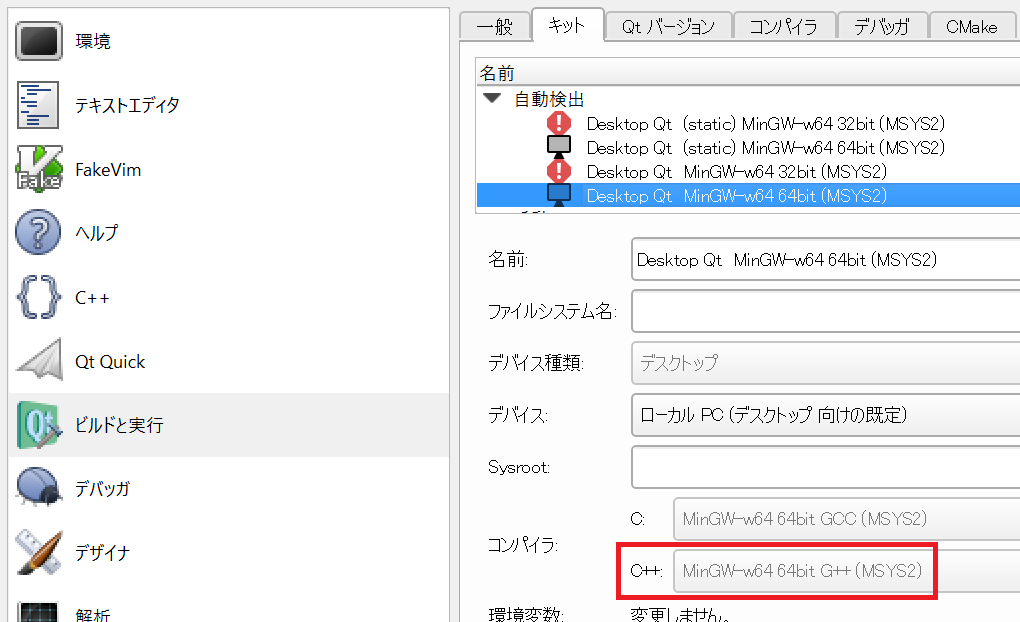 環境
テキストエディタ
Fake
FakeVim
ヘルプ
C++
Qt Quick
Qt
ビルドと実行
デバッガ
デザイナ
解析
一般
キット
Qt バージョン
コンパイラ
デバッガ
CMake
名前
自動検出
Desktop Qt (static) MinGW-w64 32bit (MSYS2)
Desktop Qt (static) MinGW-w64 64bit (MSYS2)
Desktop Qt MinGW-w64 32bit (MSYS2)
Desktop Qt MinGW-w64 64bit (MSYS2)
名前: Desktop Qt MinGW-w64 64bit (MSYS2)
ファイルシステム名:
デバイス種類: デスクトップ
デバイス: ローカル PC (デスクトップ 向けの既定)
Sysroot:
コンパイラ:
C: MinGW-w64 64bit GCC (MSYS2)
C++: MinGW-w64 64bit G++ (MSYS2)
環境変数: 変更しません。